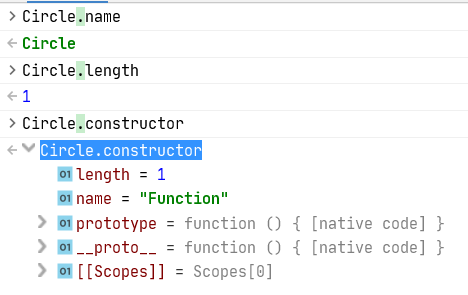 > Circle.name
← Circle
> Circle.length
← 1
> Circle.constructor
← Circle.constructor
01 length = 1
01 name = "Function"
> 01 prototype = function () { [native code] }
> 01 __proto__ = function () { [native code] }
> 01 [[Scopes]] = Scopes[0]